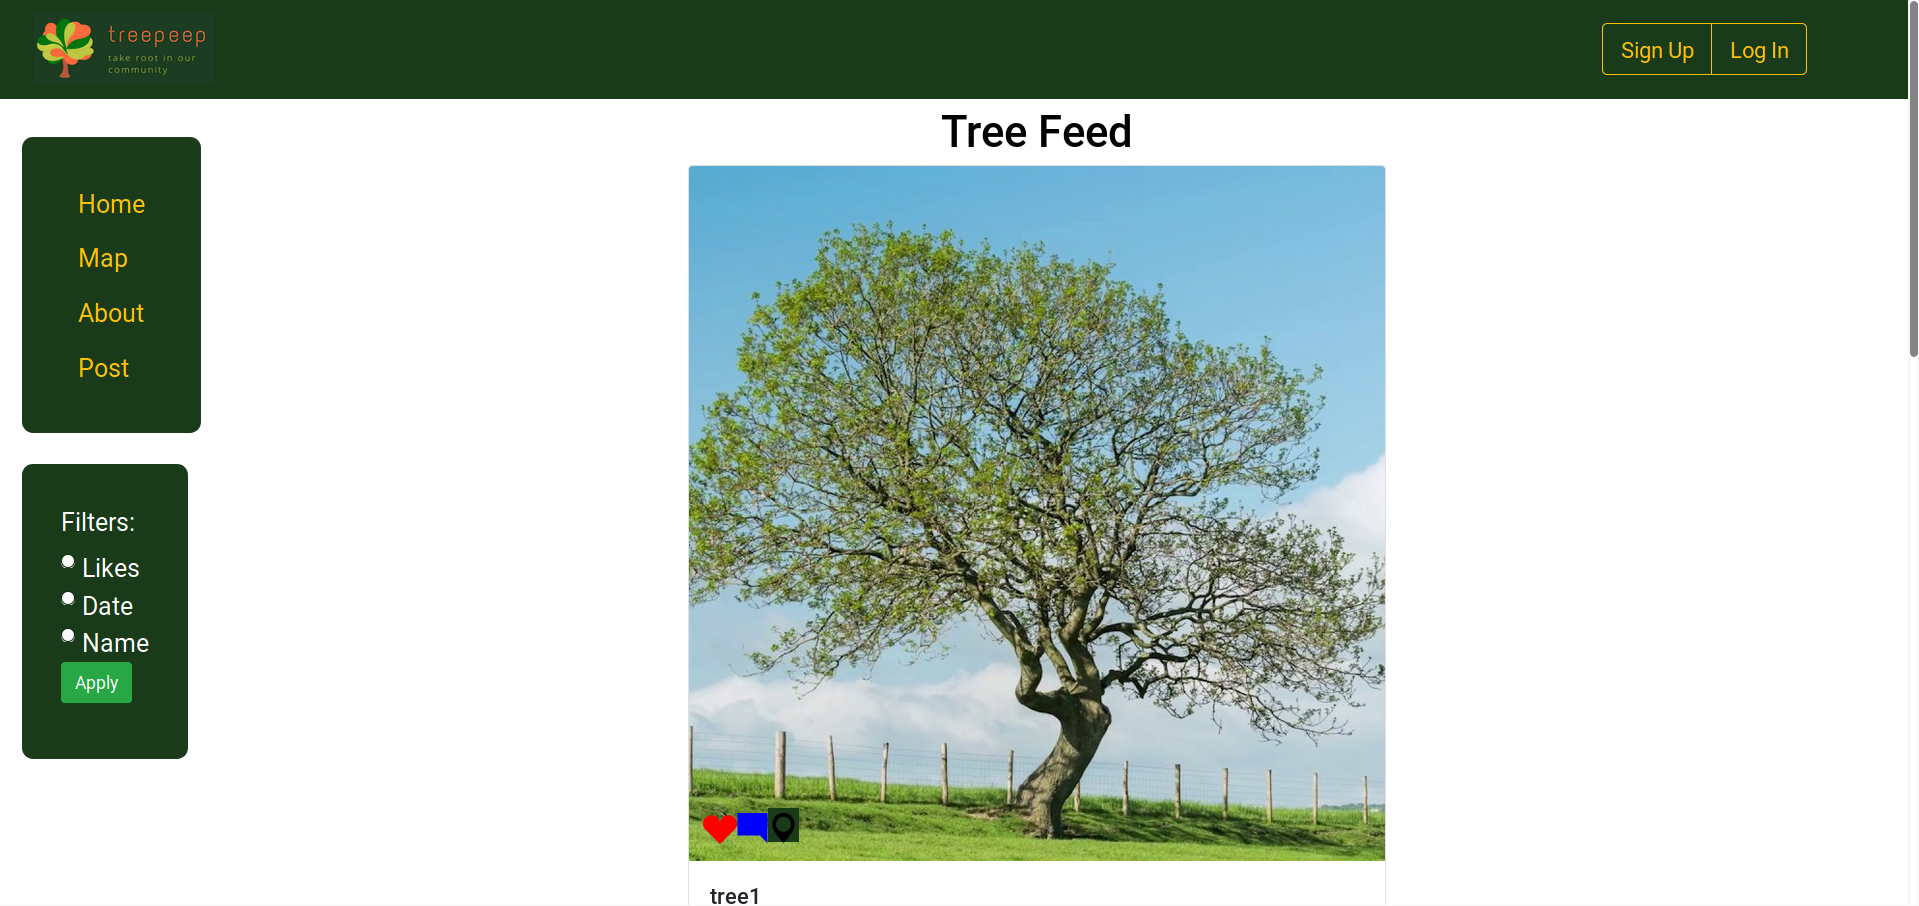 treepeep
take root in our
community
Sign Up
Log In
Tree Feed
Home
Map
About
Post
Filters:
Likes
Date
Name
Apply
tree1